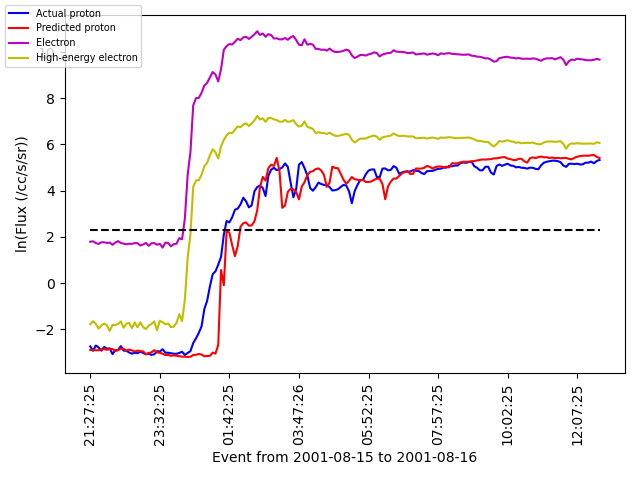 Actual proton
Predicted proton
Electron
High-energy electron
10
8
6
4
2
0
−2
ln(Flux (/cc/s/sr))
21:27:25
23:32:25
01:42:25
03:47:26
05:52:25
07:57:25
10:02:25
12:07:25
Event from 2001-08-15 to 2001-08-16